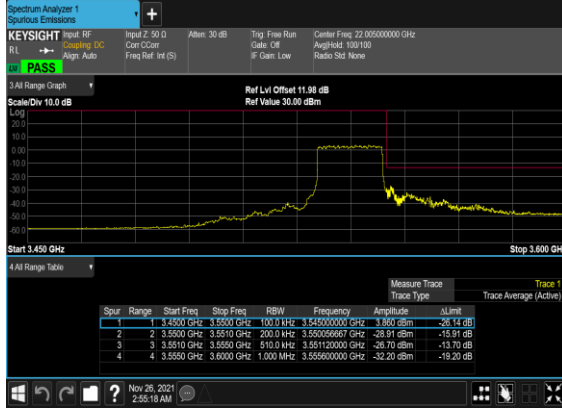 Spectrum Analyzer 1
Spurious Emissions
KEYSIGHT
RL
LXI
PASS
Input: RF
Coupling: DC
Align: Auto
Input Z: 50 Ω
Corr CCorr
Freq Ref: Int (S)
Atten: 30 dB
Trig: Free Run
Gate: Off
IF Gain: Low
Center Freq: 22.005000000 GHz
Avg|Hold: 100/100
Radio Std: None
3 All Range Graph
Scale/Div 10.0 dB
Ref Lvl Offset 11.98 dB
Ref Value 30.00 dBm
Log
20.0
10.0
0.00
-10.0
-20.0
-30.0
-40.0
-50.0
-60.0
Start 3.450 GHz
Stop 3.600 GH
4 All Range Table
Measure Trace Trace 1
Trace Type Trace Average (Active)
Spur Range Start Freq Stop Freq RBW Frequency Amplitude ΔLimit
1 1 3.4500 GHz 3.5500 GHz 100.0 kHz 3.545000000 GHz 3.860 dBm -26.14 dB
2 2 3.5500 GHz 3.5510 GHz 200.0 kHz 3.550056667 GHz -28.91 dBm -15.91 dB
3 3 3.5510 GHz 3.5550 GHz 510.0 kHz 3.551120000 GHz -26.70 dBm -13.70 dB
4 4 3.5550 GHz 3.6000 GHz 1.000 MHz 3.555600000 GHz -32.20 dBm -19.20 dB
?
Nov 26, 2021
2:55:18 AM